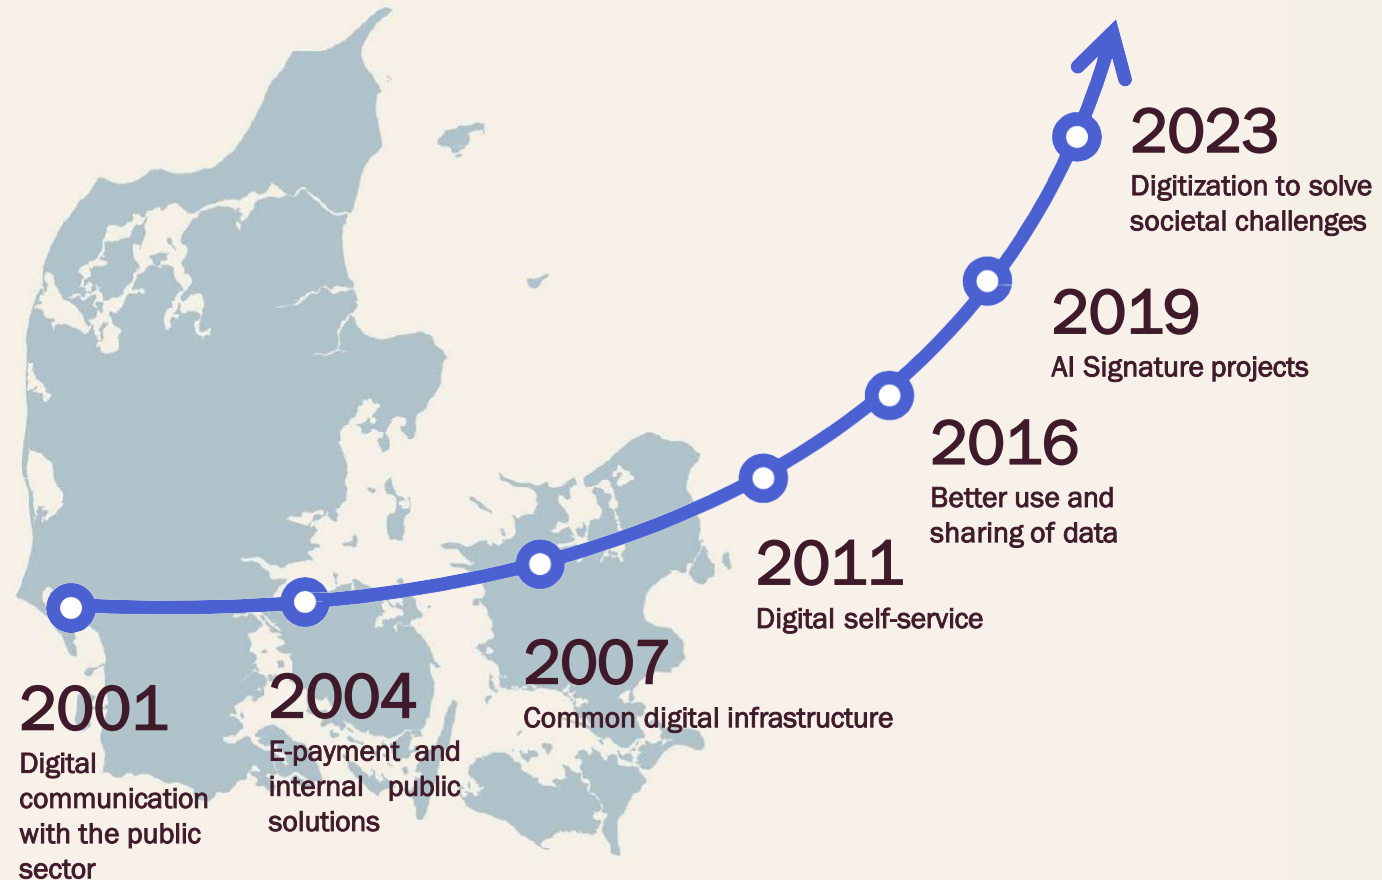 2001
Digital
communication
with the public
sector
2004
E-payment and
internal public
solutions
2007
Common digital infrastructure
2011
Digital self-service
2016
Better use and
sharing of data
2019
AI Signature projects
2023
Digitization to solve
societal challenges